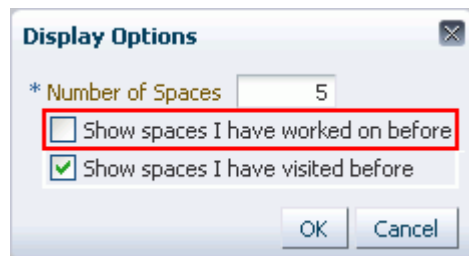 Display Options
* Number of Spaces 5
Show spaces I have worked on before
Show spaces I have visited before
OK Cancel